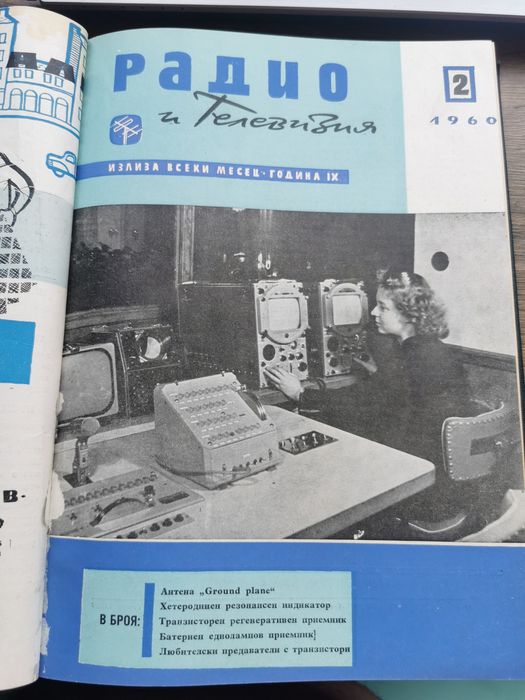 РАДИО
и Телевизия
2
1960
ИЗЛИЗА ВСЕКИ МЕСЕЦ·ГОДИНА IX
В БРОЯ:
Антена „Ground plane“
Хетеродинен резонансен индикатор
Транзисторен регенеративен приемник
Батериен еднолампов приемник
Любителски предаватели с транзистори